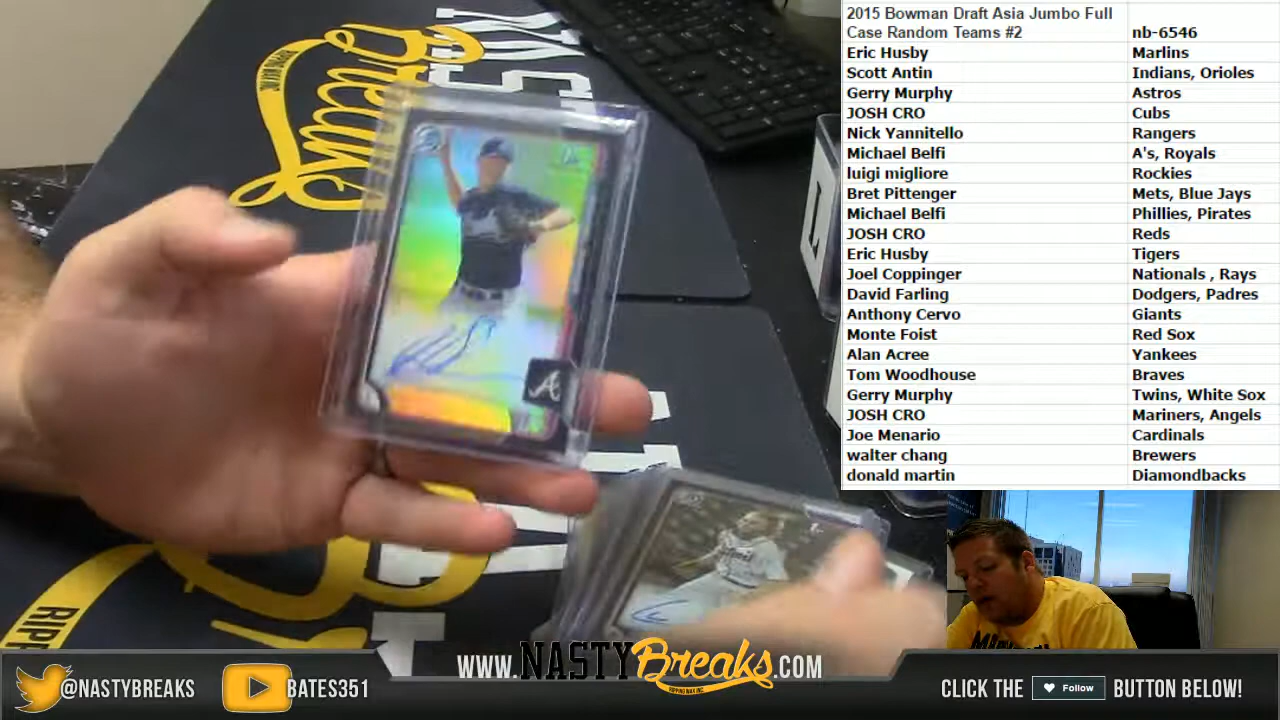 2015 Bowman Draft Asia Jumbo Full
Case Random Teams #2 nb-6546
Eric Husby Marlins
Scott Antin Indians, Orioles
Gerry Murphy Astros
JOSH CRO Cubs
Nick Yannitello Rangers
Michael Belfi A's, Royals
luigi migliore Rockies
Bret Pittenger Mets, Blue Jays
Michael Belfi Phillies, Pirates
JOSH CRO Reds
Eric Husby Tigers
Joel Coppinger Nationals , Rays
David Farling Dodgers, Padres
Anthony Cervo Giants
Monte Foist Red Sox
Alan Acree Yankees
Tom Woodhouse Braves
Gerry Murphy Twins, White Sox
JOSH CRO Mariners, Angels
Joe Menario Cardinals
walter chang Brewers
donald martin Diamondbacks
Breaks
A
RIPP
WWW.NASTYBreaks.COM
RIPPING WAX INC.
@NASTYBREAKS
BATES351
CLICK THE Follow BUTTON BELOW!